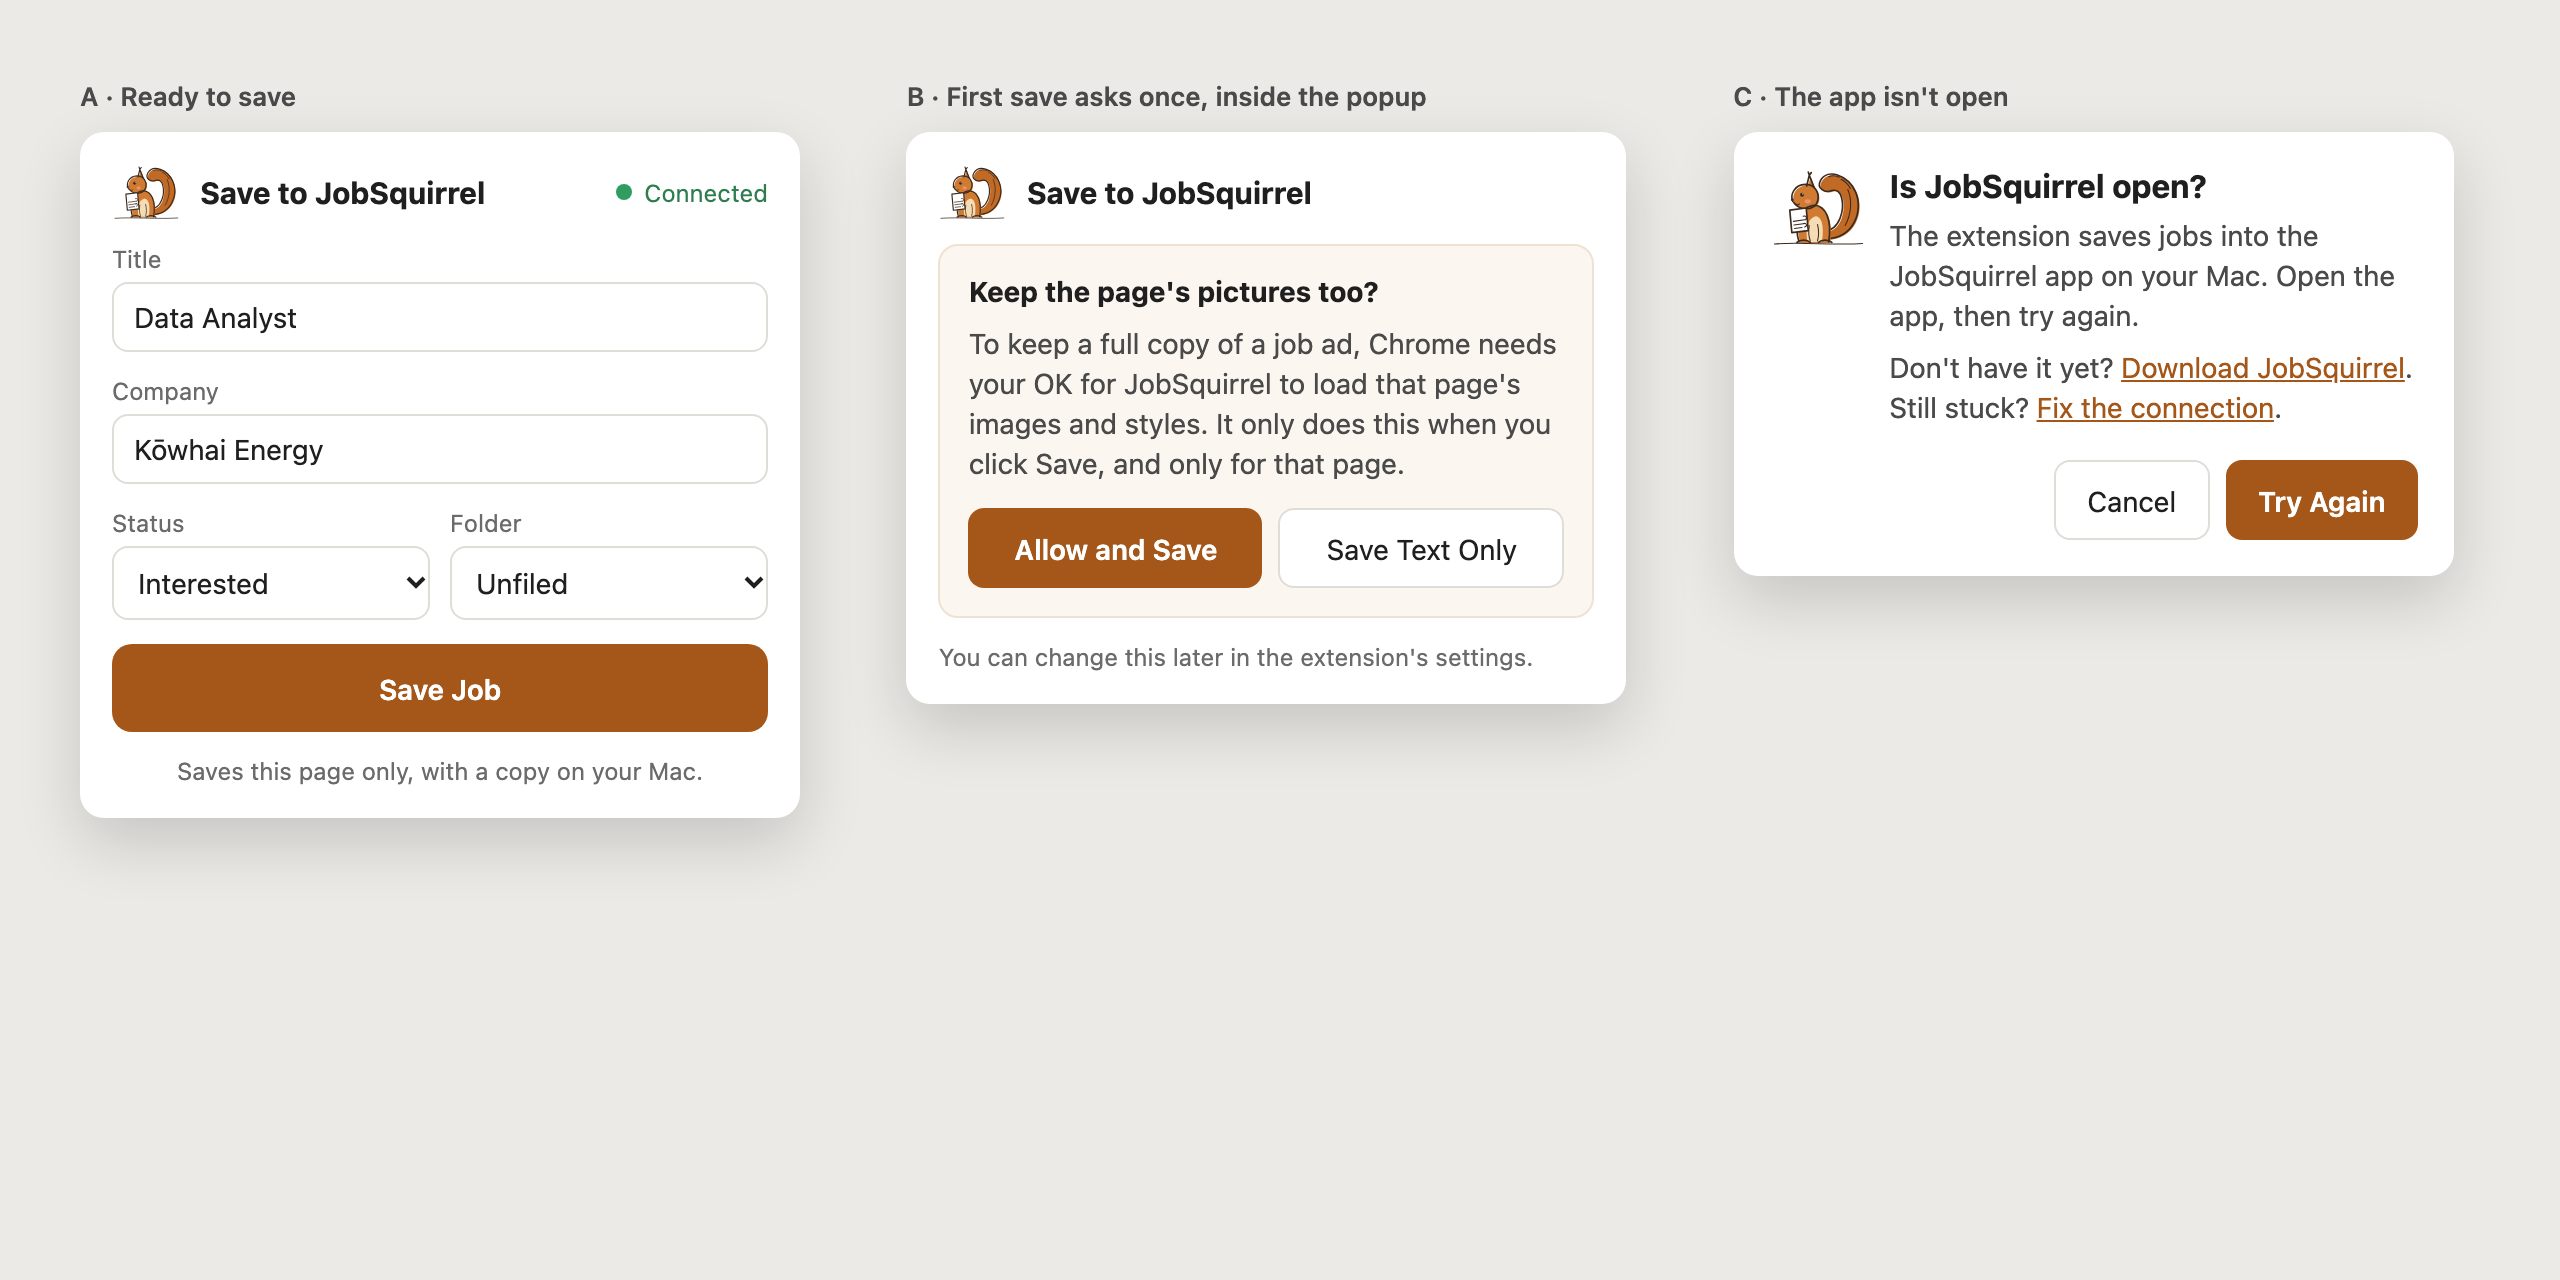 A · Ready to save
Save to JobSquirrel
Connected
Title
Data Analyst
Company
Kōwhai Energy
Status
Folder
Interested
Unfiled
Save Job
Saves this page only, with a copy on your Mac.
B · First save asks once, inside the popup
Save to JobSquirrel
Keep the page's pictures too?
To keep a full copy of a job ad, Chrome needs
your OK for JobSquirrel to load that page's
images and styles. It only does this when you
click Save, and only for that page.
Allow and Save
Save Text Only
You can change this later in the extension's settings.
C · The app isn't open
Is JobSquirrel open?
The extension saves jobs into the
JobSquirrel app on your Mac. Open the
app, then try again.
Don't have it yet? Download JobSquirrel.
Still stuck? Fix the connection.
Cancel
Try Again